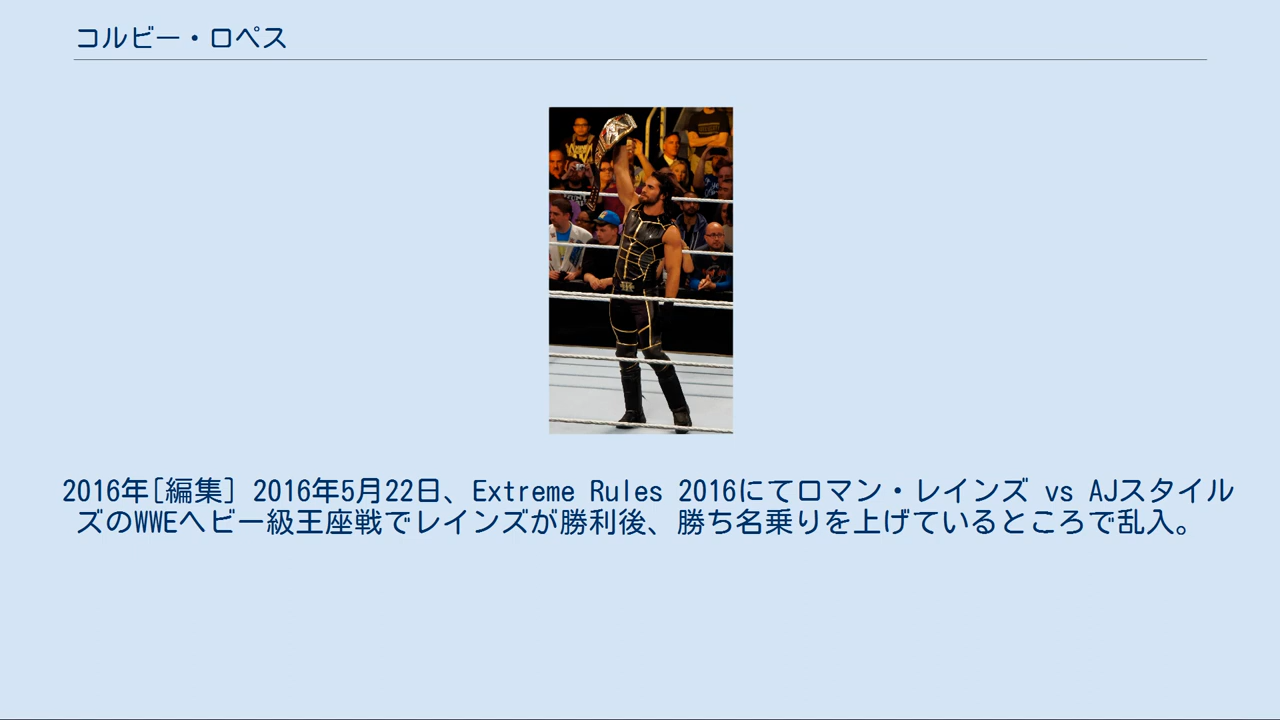 コルビー・ロペス
2016年[編集] 2016年5月22日、Extreme Rules 2016にてロマン・レインズ vs AJスタイル
ズのWWEヘビー級王座戦でレインズが勝利後、勝ち名乗りを上げているところで乱入。